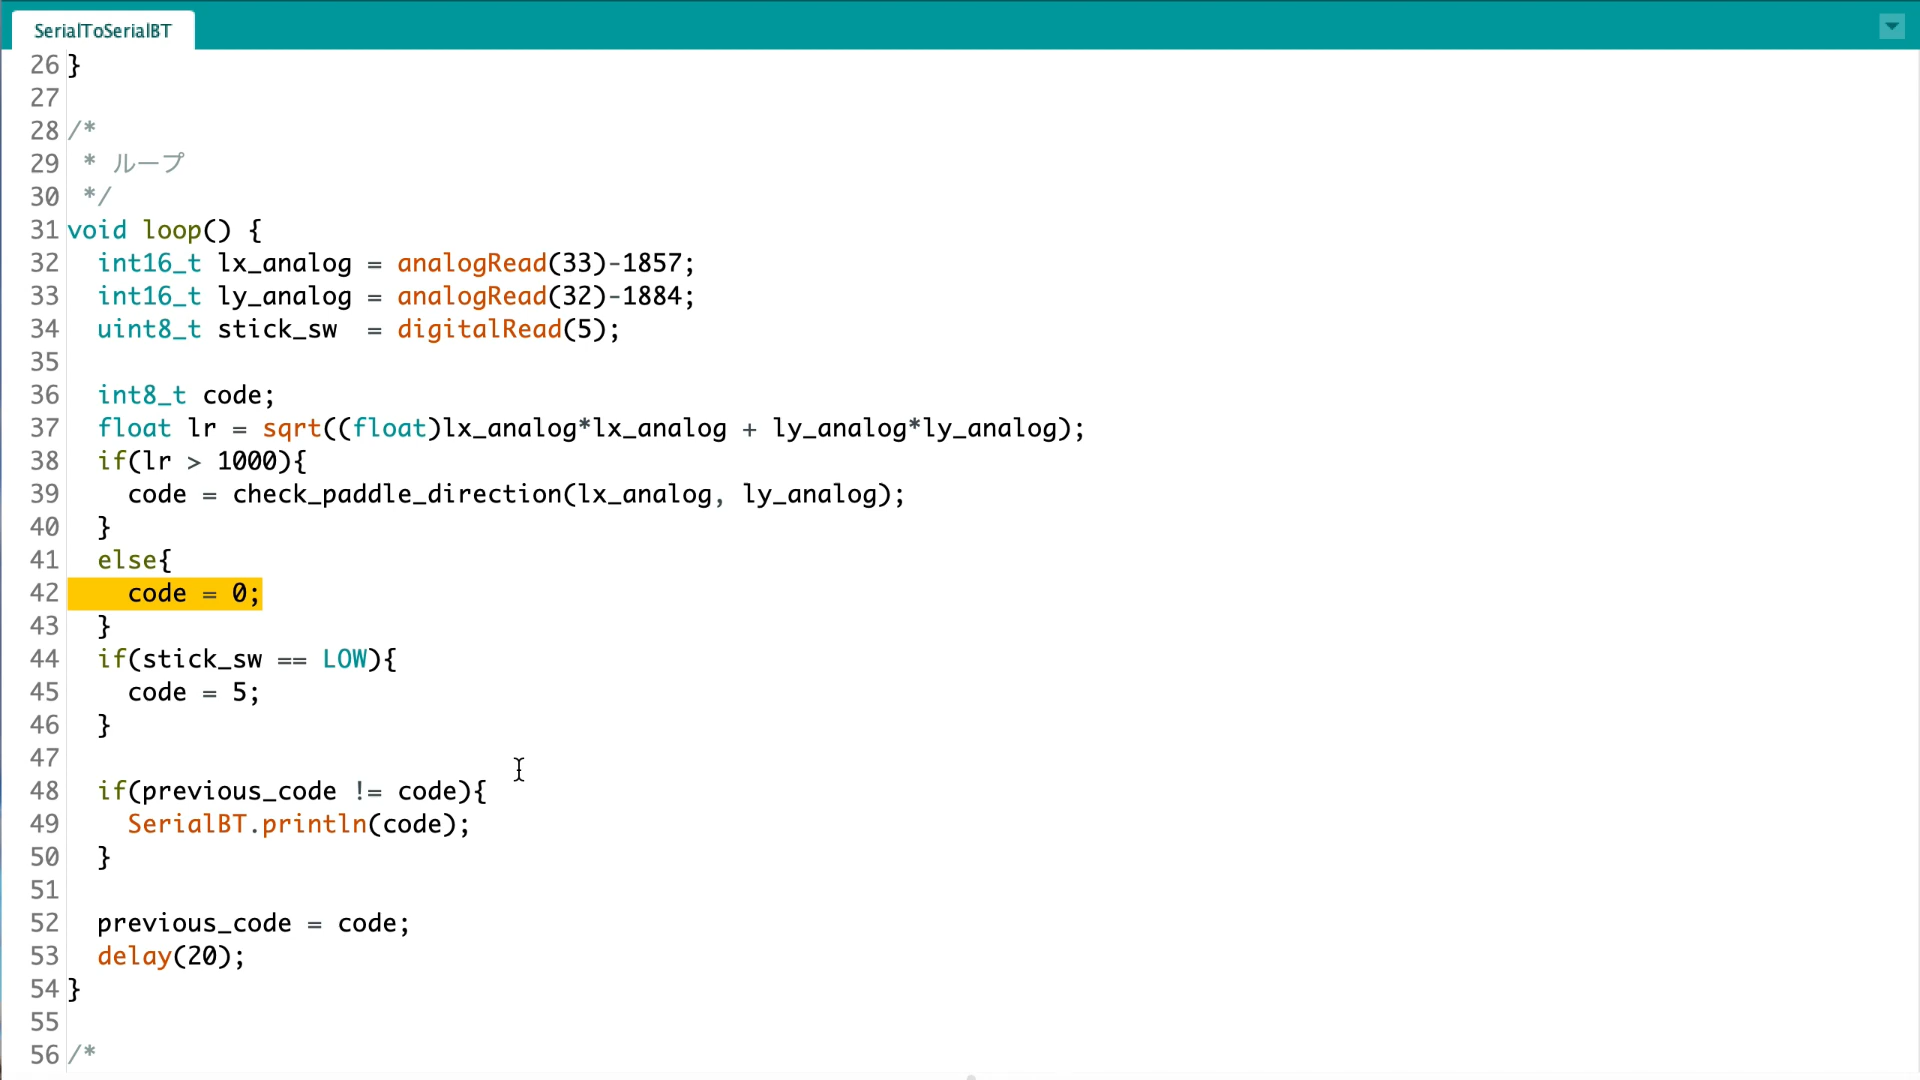 SerialToSerialBT
26 }
27
28 /*
29  * ループ
30  */
31 void loop() {
32   int16_t lx_analog = analogRead(33)-1857;
33   int16_t ly_analog = analogRead(32)-1884;
34   uint8_t stick_sw  = digitalRead(5);
35
36   int8_t code;
37   float lr = sqrt((float)lx_analog*lx_analog + ly_analog*ly_analog);
38   if(lr > 1000){
39     code = check_paddle_direction(lx_analog, ly_analog);
40   }
41   else{
42     code = 0;
43   }
44   if(stick_sw == LOW){
45     code = 5;
46   }
47
48   if(previous_code != code){
49     SerialBT.println(code);
50   }
51
52   previous_code = code;
53   delay(20);
54 }
55
56 /*